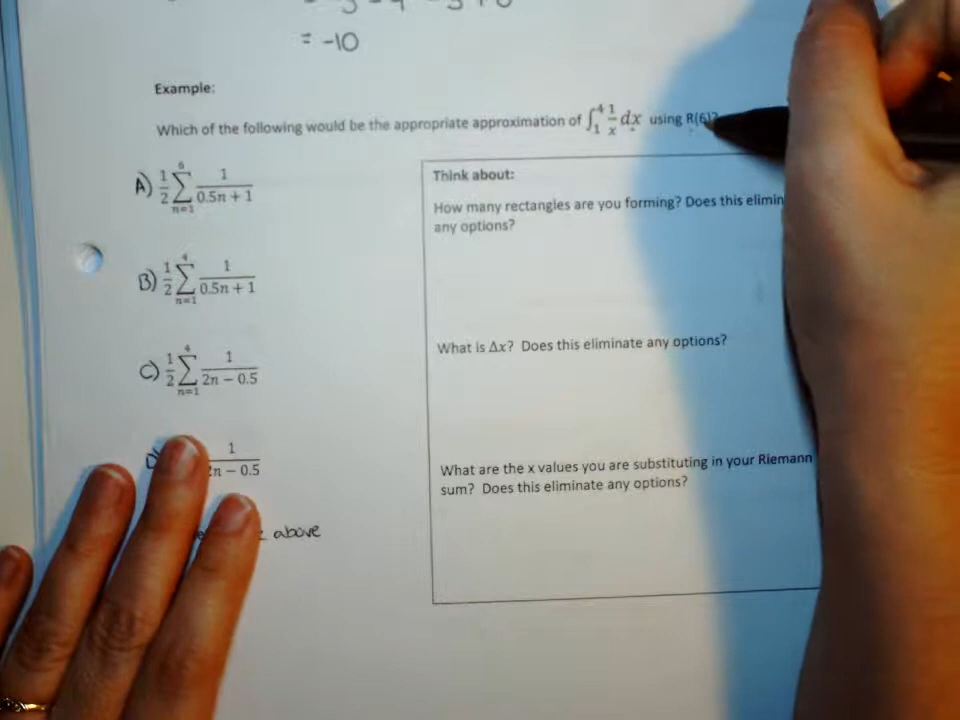 = -10
Example:
Which of the following would be the appropriate approximation of ∫₁⁴ 1/x dx using R(6)?
A) 1/2 ∑_{n=1}^{6} 1/(0.5n + 1)
B) 1/2 ∑_{n=1}^{4} 1/(0.5n + 1)
C) 1/2 ∑_{n=1}^{4} 1/(2n − 0.5)
1/(2n − 0.5)
above
Think about:
How many rectangles are you forming? Does this elimin
any options?
What is Δx? Does this eliminate any options?
What are the x values you are substituting in your Riemann
sum? Does this eliminate any options?